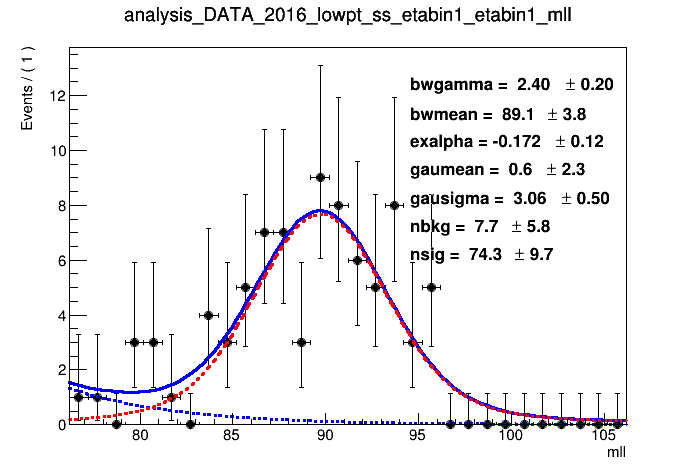 analysis_DATA_2016_lowpt_ss_etabin1_etabin1_mll
Events / ( 1 )
bwgamma = 2.40 ± 0.20
bwmean = 89.1 ± 3.8
exalpha = -0.172 ± 0.12
gaumean = 0.6 ± 2.3
gausigma = 3.06 ± 0.50
nbkg = 7.7 ± 5.8
nsig = 74.3 ± 9.7
12
10
8
6
4
2
0
80 85 90 95 100 105
mll